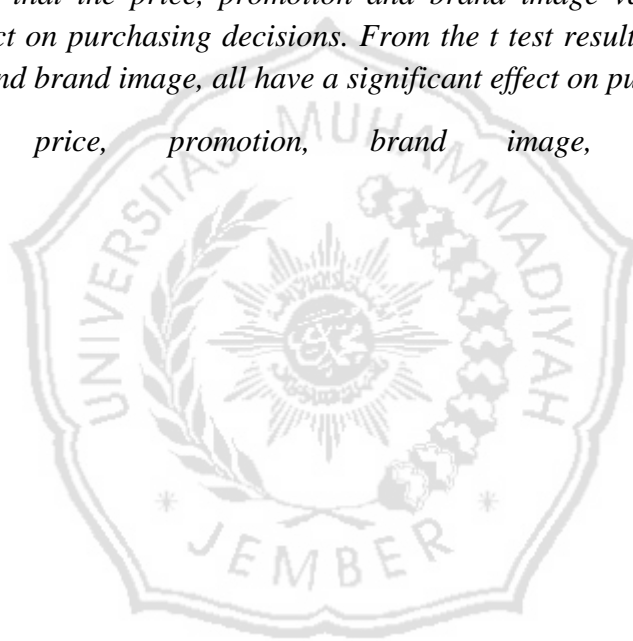 that the price, promotion and brand image
on purchasing decisions. From the t test result
brand image, all have a significant effect on
price, promotion, brand image,
UNIVERSITAS MUHAMMADIYAH
JEMBER